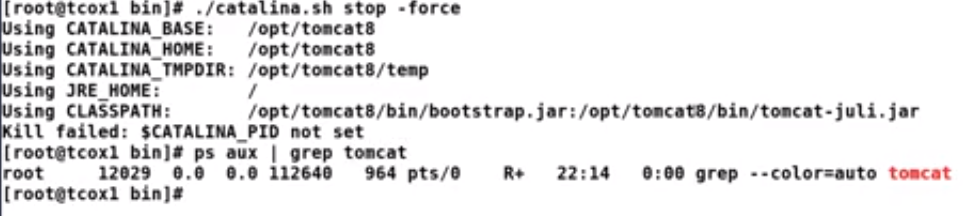 [root@tcox1 bin]# ./catalina.sh stop -force
Using CATALINA_BASE:   /opt/tomcat8
Using CATALINA_HOME:   /opt/tomcat8
Using CATALINA_TMPDIR: /opt/tomcat8/temp
Using JRE_HOME:        /
Using CLASSPATH:       /opt/tomcat8/bin/bootstrap.jar:/opt/tomcat8/bin/tomcat-juli.jar
Kill failed: $CATALINA_PID not set
[root@tcox1 bin]# ps aux | grep tomcat
root     12029  0.0  0.0 112640   964 pts/0    R+   22:14   0:00 grep --color=auto tomcat
[root@tcox1 bin]#